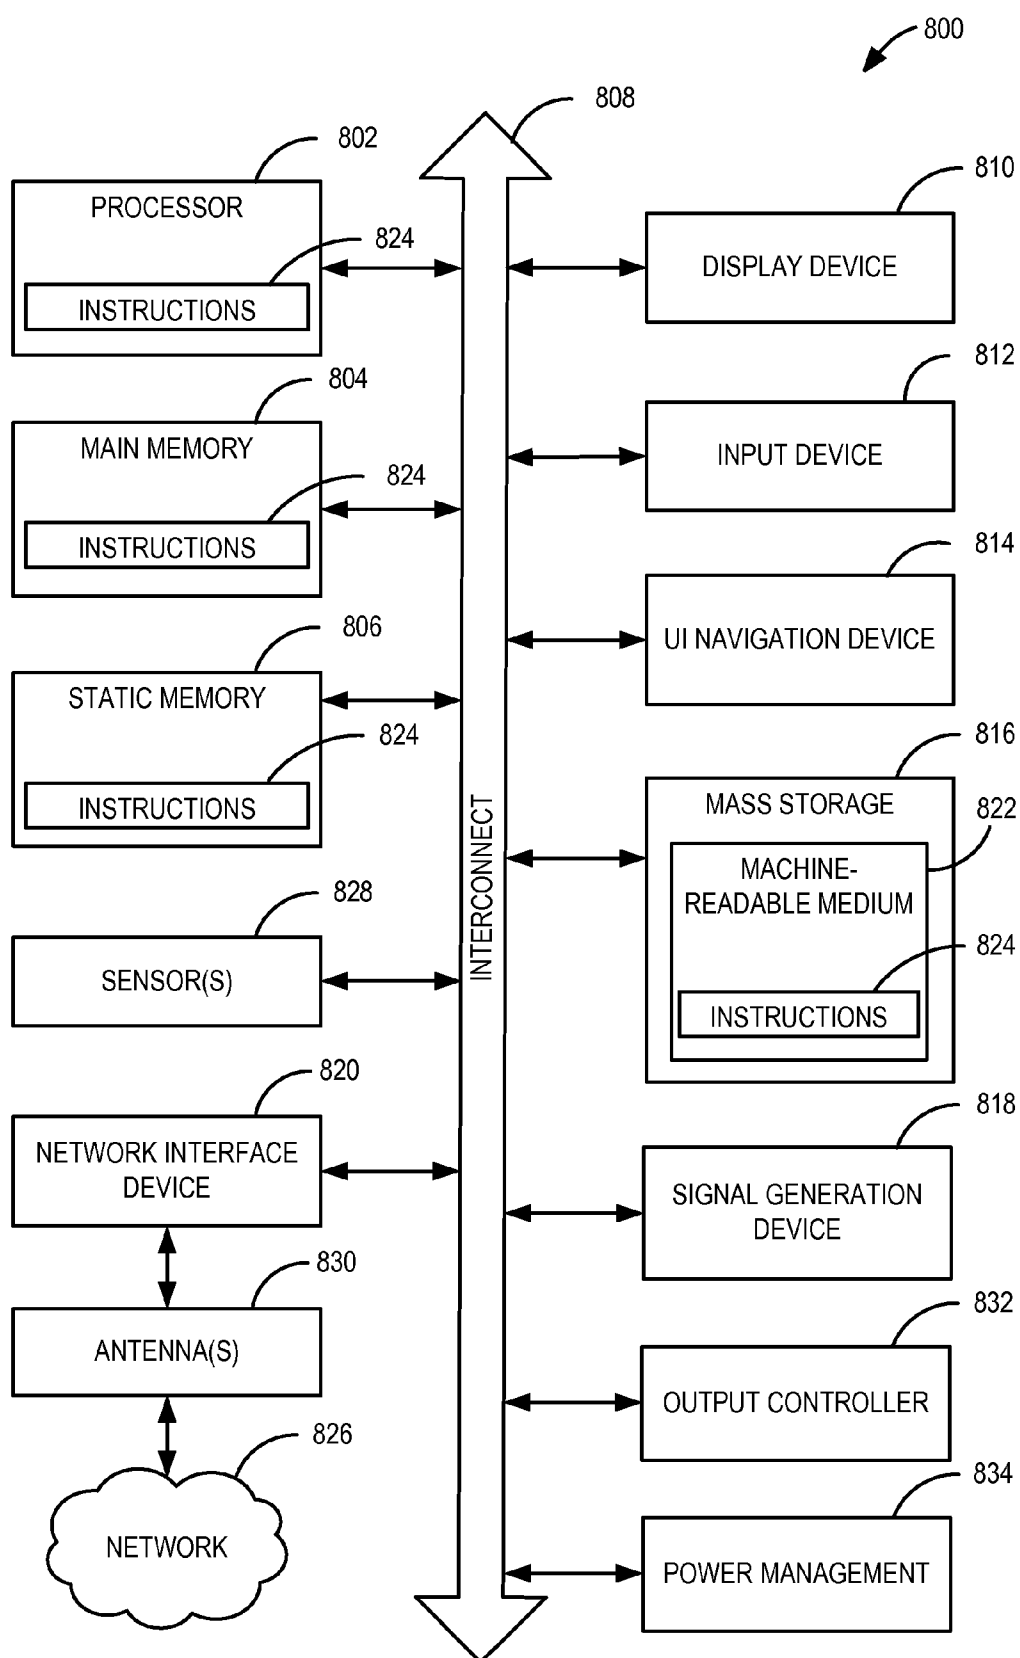 800
808
802
PROCESSOR
824
INSTRUCTIONS
804
MAIN MEMORY
824
INSTRUCTIONS
806
STATIC MEMORY
824
INSTRUCTIONS
828
SENSOR(S)
820
NETWORK INTERFACE
DEVICE
830
ANTENNA(S)
826
NETWORK
INTERCONNECT
810
DISPLAY DEVICE
812
INPUT DEVICE
814
UI NAVIGATION DEVICE
816
MASS STORAGE
822
MACHINE-
READABLE MEDIUM
824
INSTRUCTIONS
818
SIGNAL GENERATION
DEVICE
832
OUTPUT CONTROLLER
834
POWER MANAGEMENT